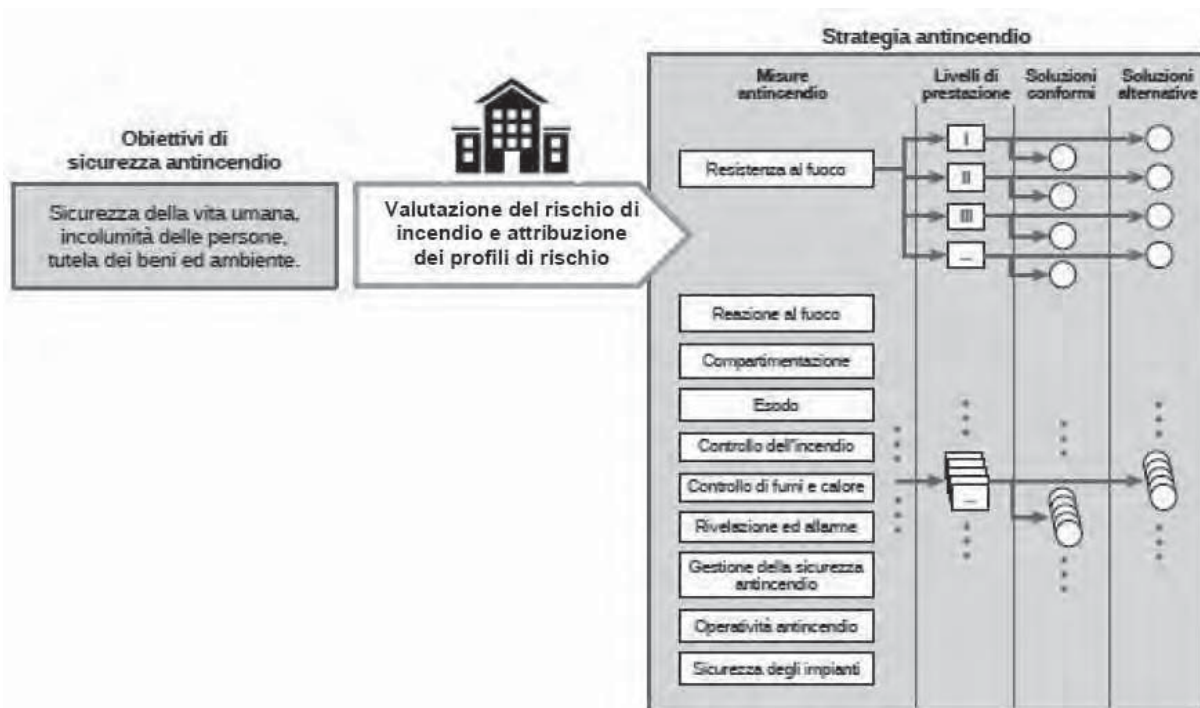 Strategia antincendio
Misure
antincendio
Livelli di
prestazione
Soluzioni
conformi
Soluzioni
alternative
Obiettivi di
sicurezza antincendio
Sicurezza della vita umana,
incolumità delle persone,
tutela dei beni ed ambiente.
Valutazione del rischio di
incendio e attribuzione
dei profili di rischio
Resistenza al fuoco
I
II
III
...
Reazione al fuoco
Compartimentazione
Esodo
Controllo dell'incendio
Controllo di fumi e calore
...
Rivelazione ed allarme
Gestione della sicurezza
antincendio
Operatività antincendio
Sicurezza degli impianti